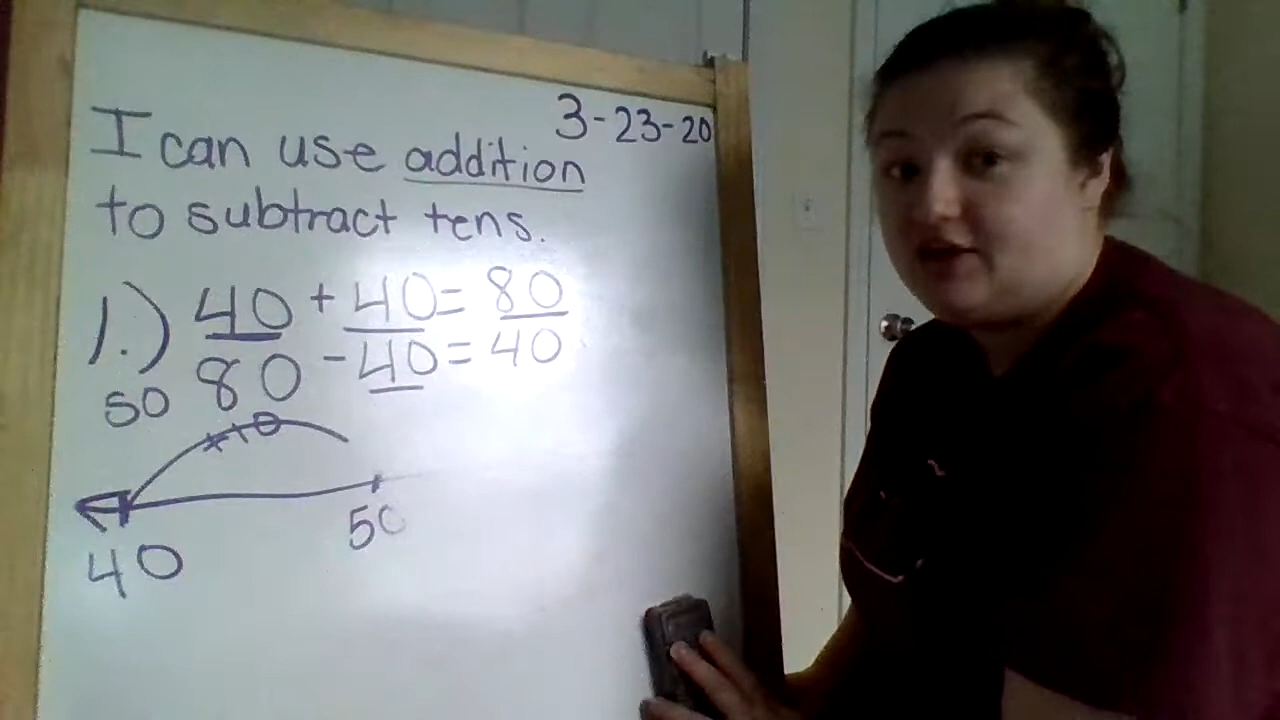 3-23-20
I can use addition
to subtract tens.
1.) 40 + 40 = 80
80 - 40 = 40
50
+10
40 50